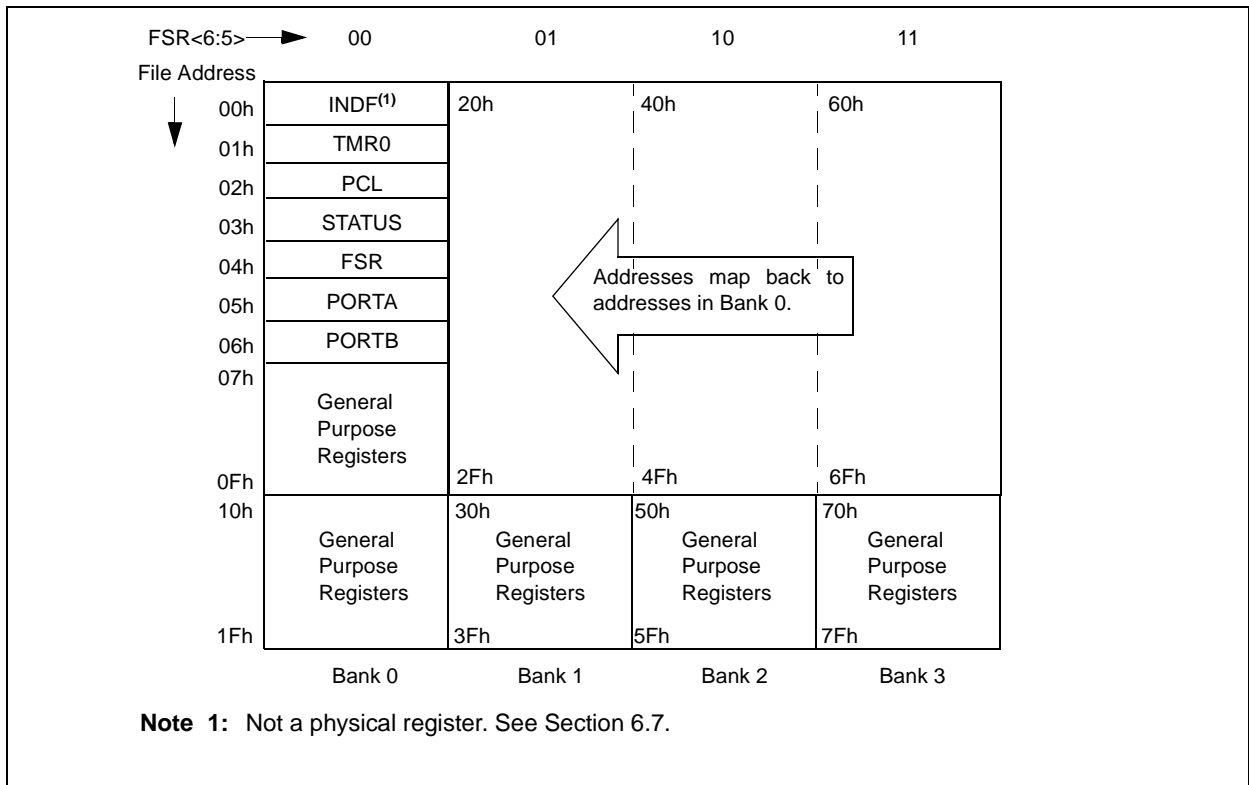 FSR<6:5> 00 01 10 11
File Address
00h INDF(1) 20h 40h 60h
01h TMR0
02h PCL
03h STATUS
04h FSR
Addresses map back to
addresses in Bank 0.
05h PORTA
06h PORTB
07h
General
Purpose
Registers
0Fh 2Fh 4Fh 6Fh
10h 30h 50h 70h
General General General General
Purpose Purpose Purpose Purpose
Registers Registers Registers Registers
1Fh 3Fh 5Fh 7Fh
Bank 0 Bank 1 Bank 2 Bank 3
Note 1: Not a physical register. See Section 6.7.